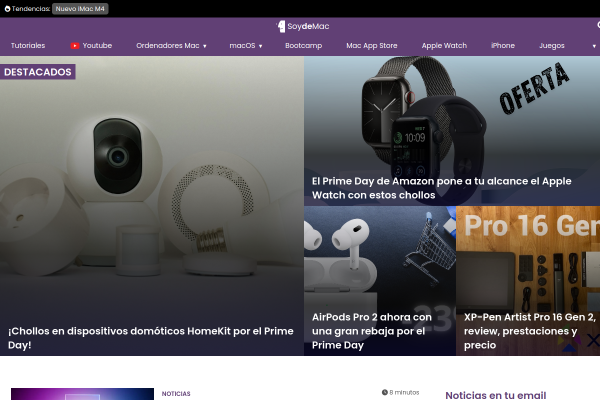 Tendencias: Nuevo iMac M4
SoydeMac
Tutoriales Youtube Ordenadores Mac macOS Bootcamp Mac App Store Apple Watch iPhone Juegos
DESTACADOS
OFERTA
10:09
El Prime Day de Amazon pone a tu alcance el Apple
Watch con estos chollos
¡Chollos en dispositivos domóticos HomeKit por el Prime
Day!
-23
AirPods Pro 2 ahora con
una gran rebaja por el
Prime Day
Pro 16 Gen
XP-Pen Artist Pro 16 Gen 2,
review, prestaciones y
precio
NOTICIAS
8 minutos
Noticias en tu email